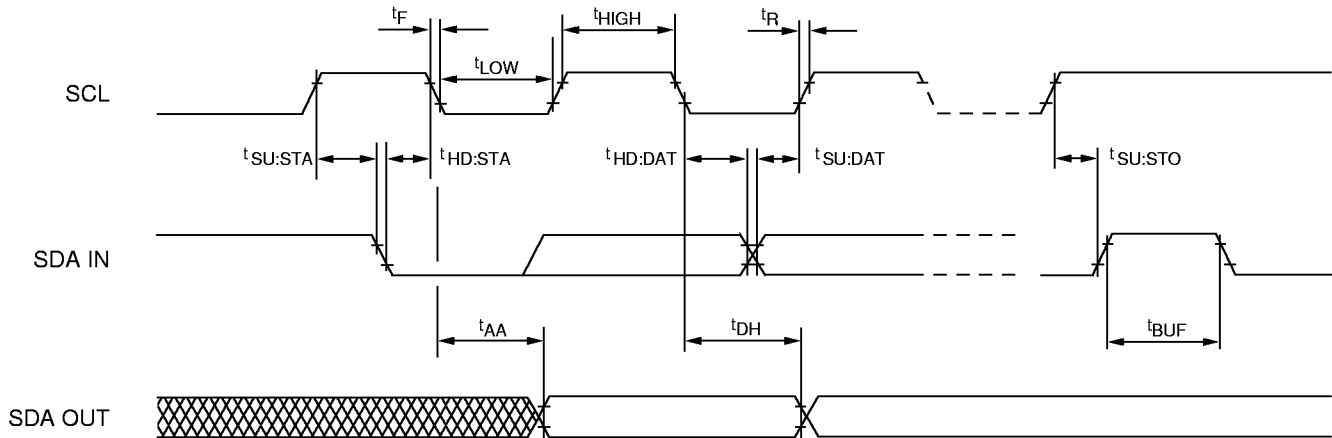 tF
tHIGH
tR
tLOW
SCL
tSU:STA
tHD:STA
tHD:DAT
tSU:DAT
tSU:STO
SDA IN
tAA
tDH
tBUF
SDA OUT